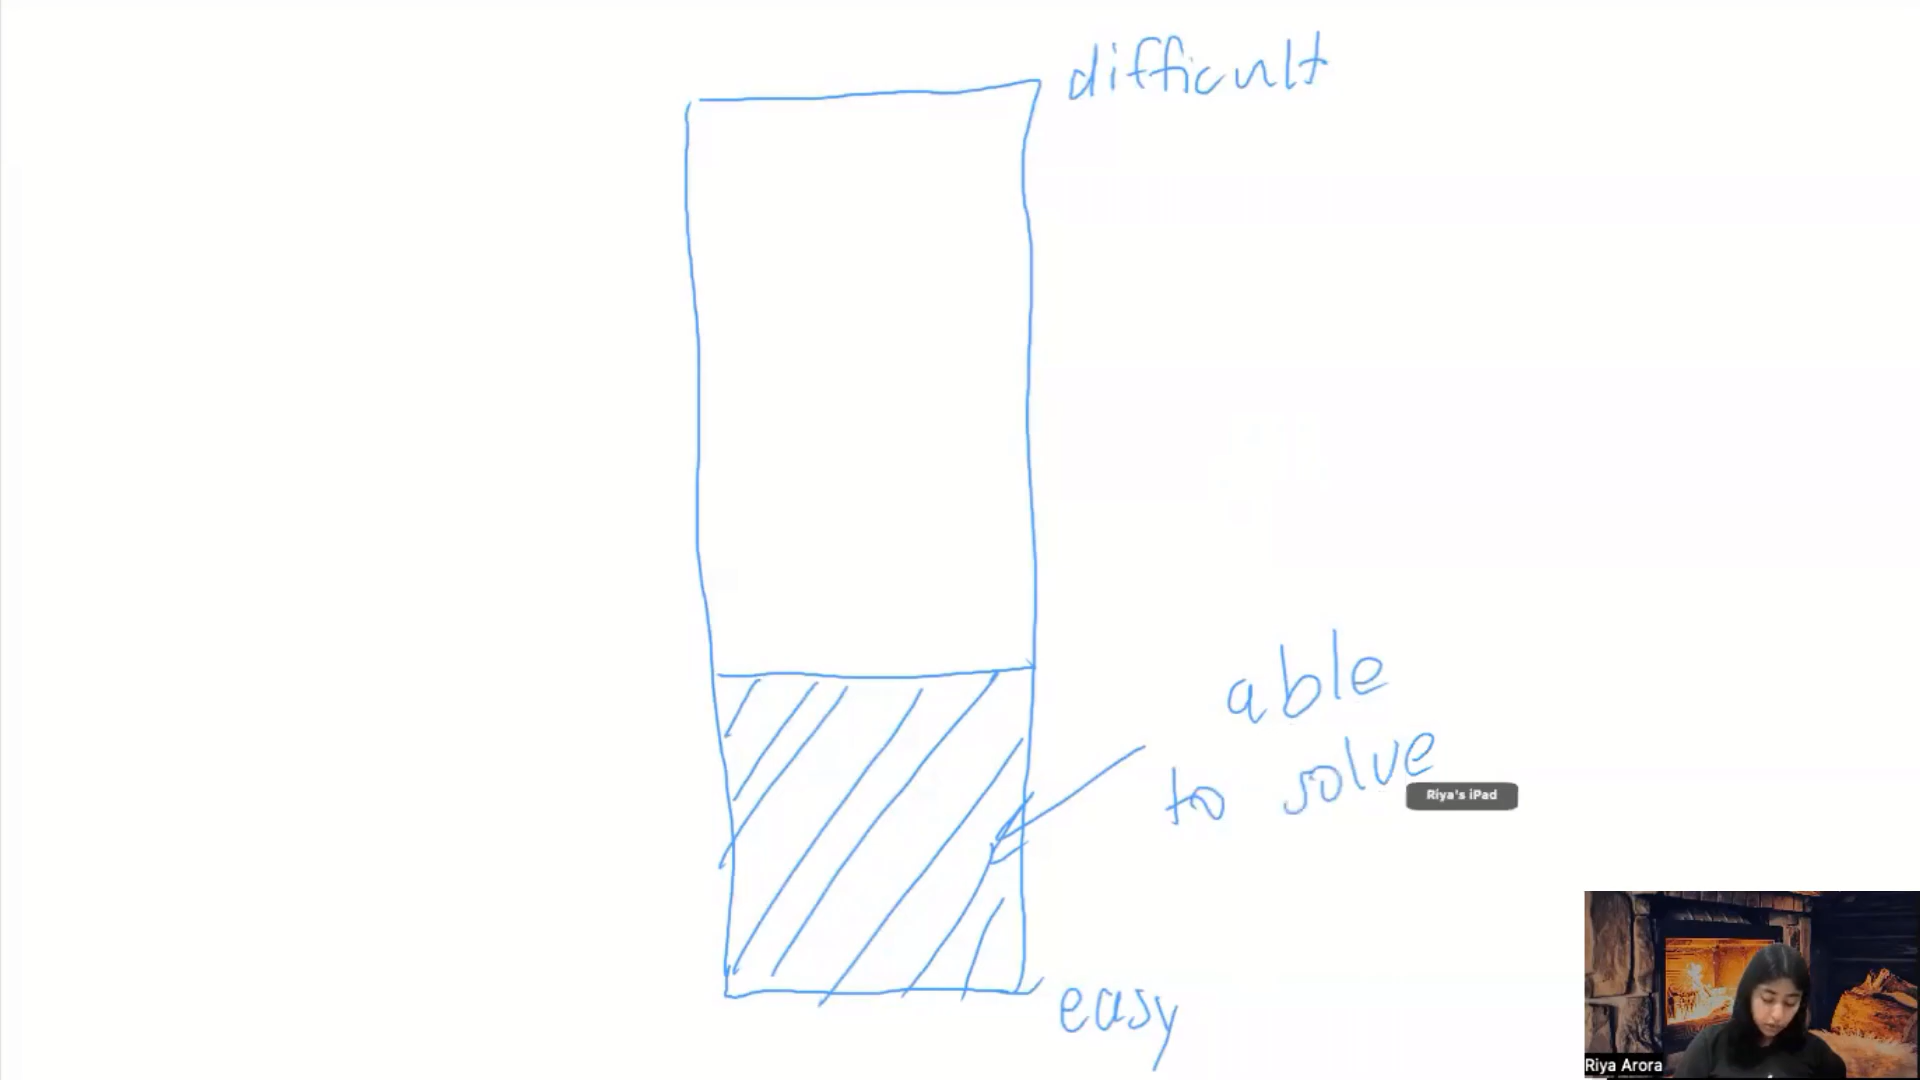 difficult
able
to solve
Riya's iPad
easy
Riya Arora